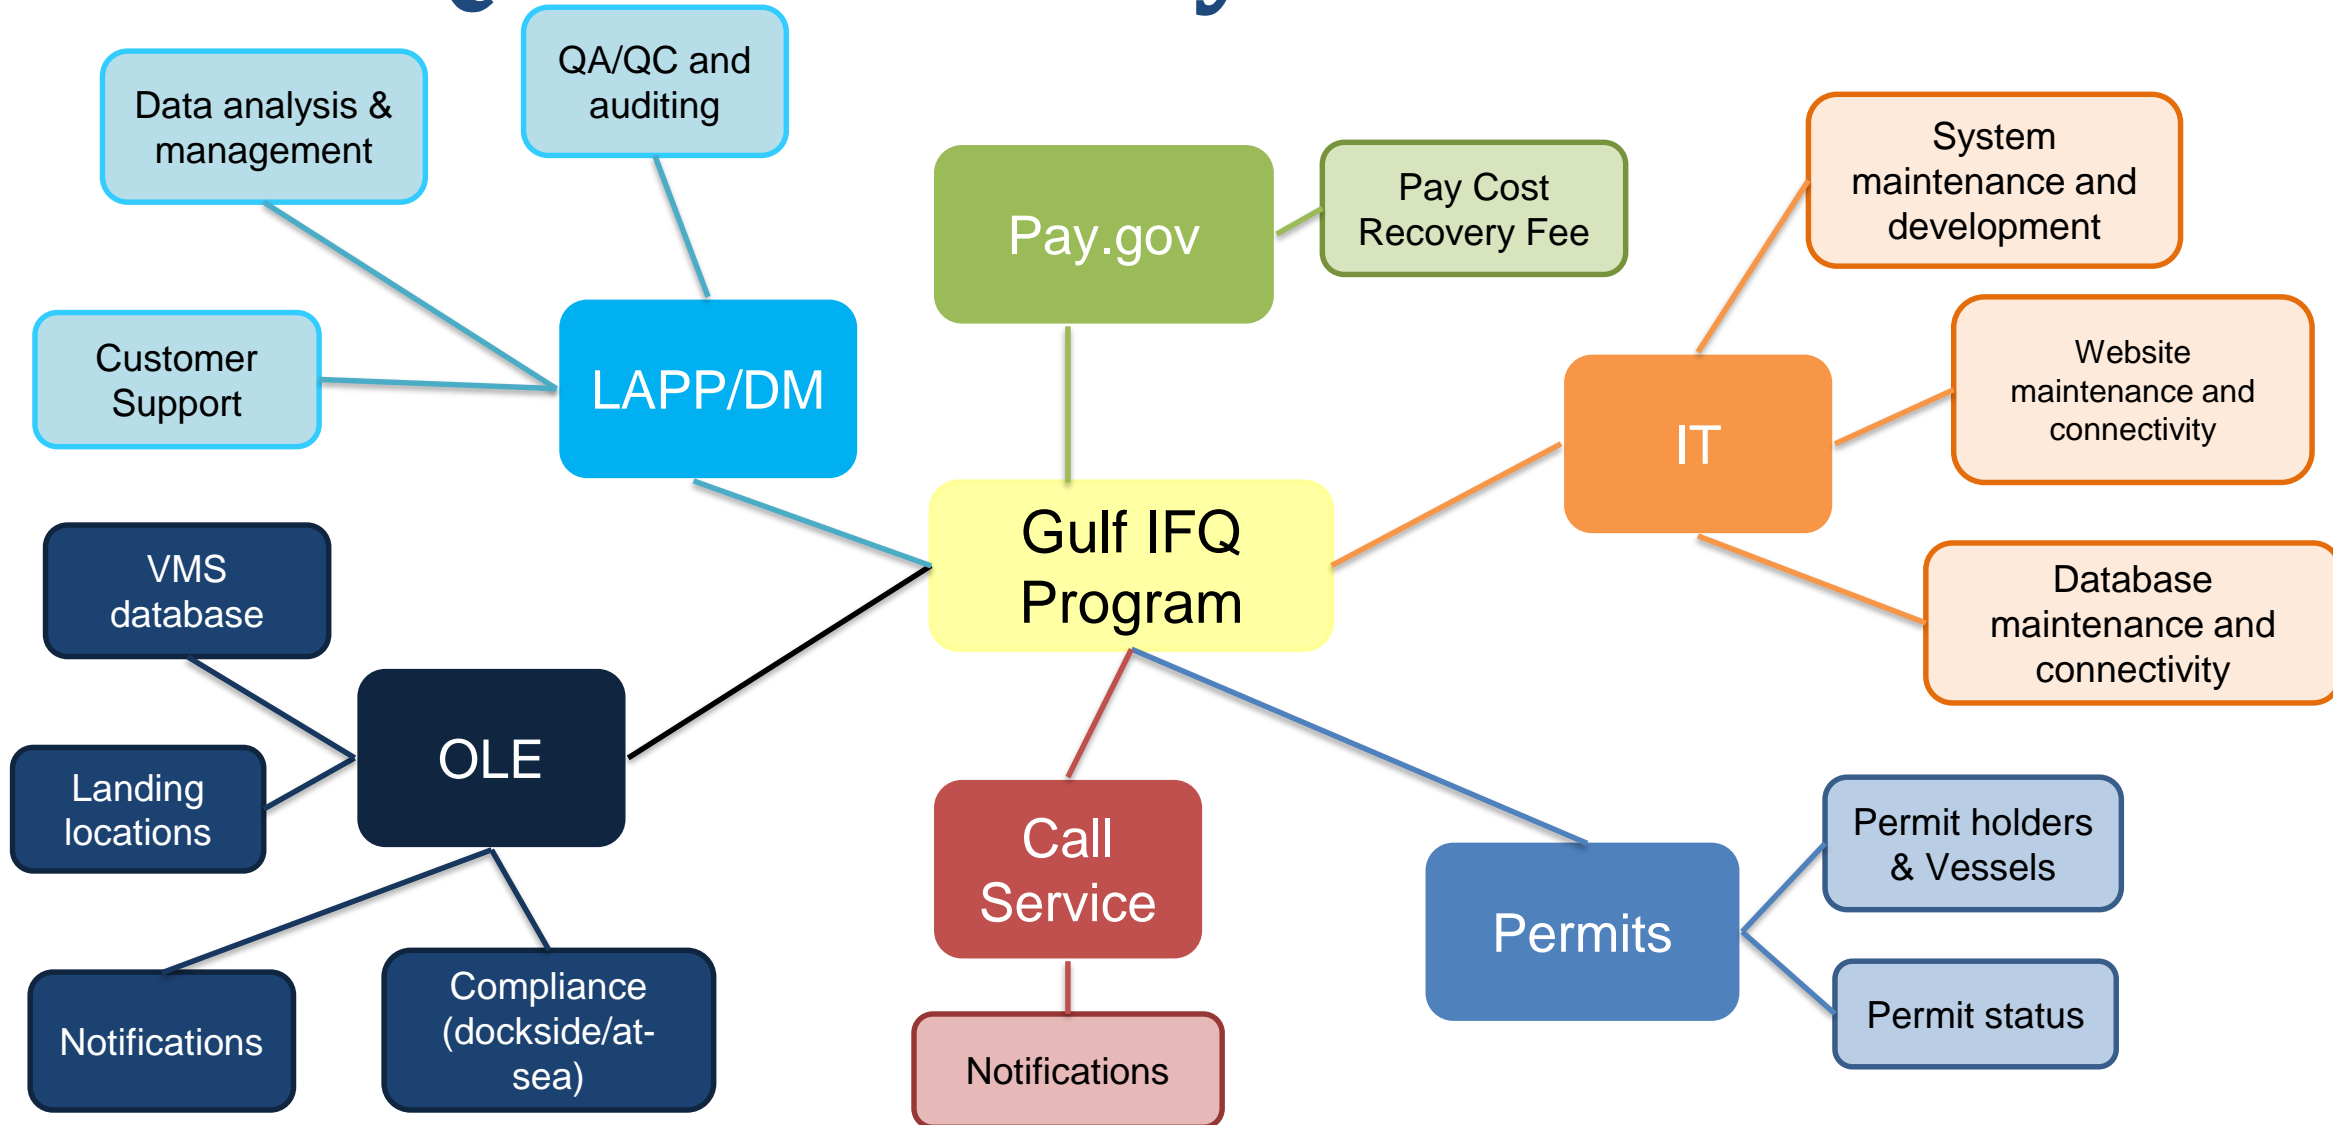 QA/QC and
auditing
Data analysis &
management
Customer
Support
LAPP/DM
Pay.gov
Pay Cost
Recovery Fee
System
maintenance and
development
Website
maintenance and
connectivity
IT
Database
maintenance and
connectivity
Gulf IFQ
Program
VMS
database
OLE
Landing
locations
Notifications
Compliance
(dockside/at-
sea)
Call
Service
Notifications
Permits
Permit holders
& Vessels
Permit status